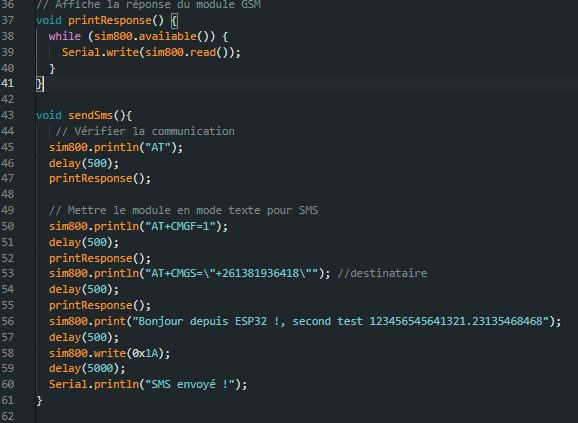 36 // Affiche la réponse du module GSM
37 void printResponse() {
38 while (sim800.available()) {
39 Serial.write(sim800.read());
40 }
41 }
42
43 void sendSms(){
44 // Vérifier la communication
45 sim800.println("AT");
46 delay(500);
47 printResponse();
48
49 // Mettre le module en mode texte pour SMS
50 sim800.println("AT+CMGF=1");
51 delay(500);
52 printResponse();
53 sim800.println("AT+CMGS=\"+261381936418\""); //destinataire
54 delay(500);
55 printResponse();
56 sim800.print("Bonjour depuis ESP32 !, second test 123456545641321.23135468468");
57 delay(500);
58 sim800.write(0x1A);
59 delay(5000);
60 Serial.println("SMS envoyé !");
61 }
62